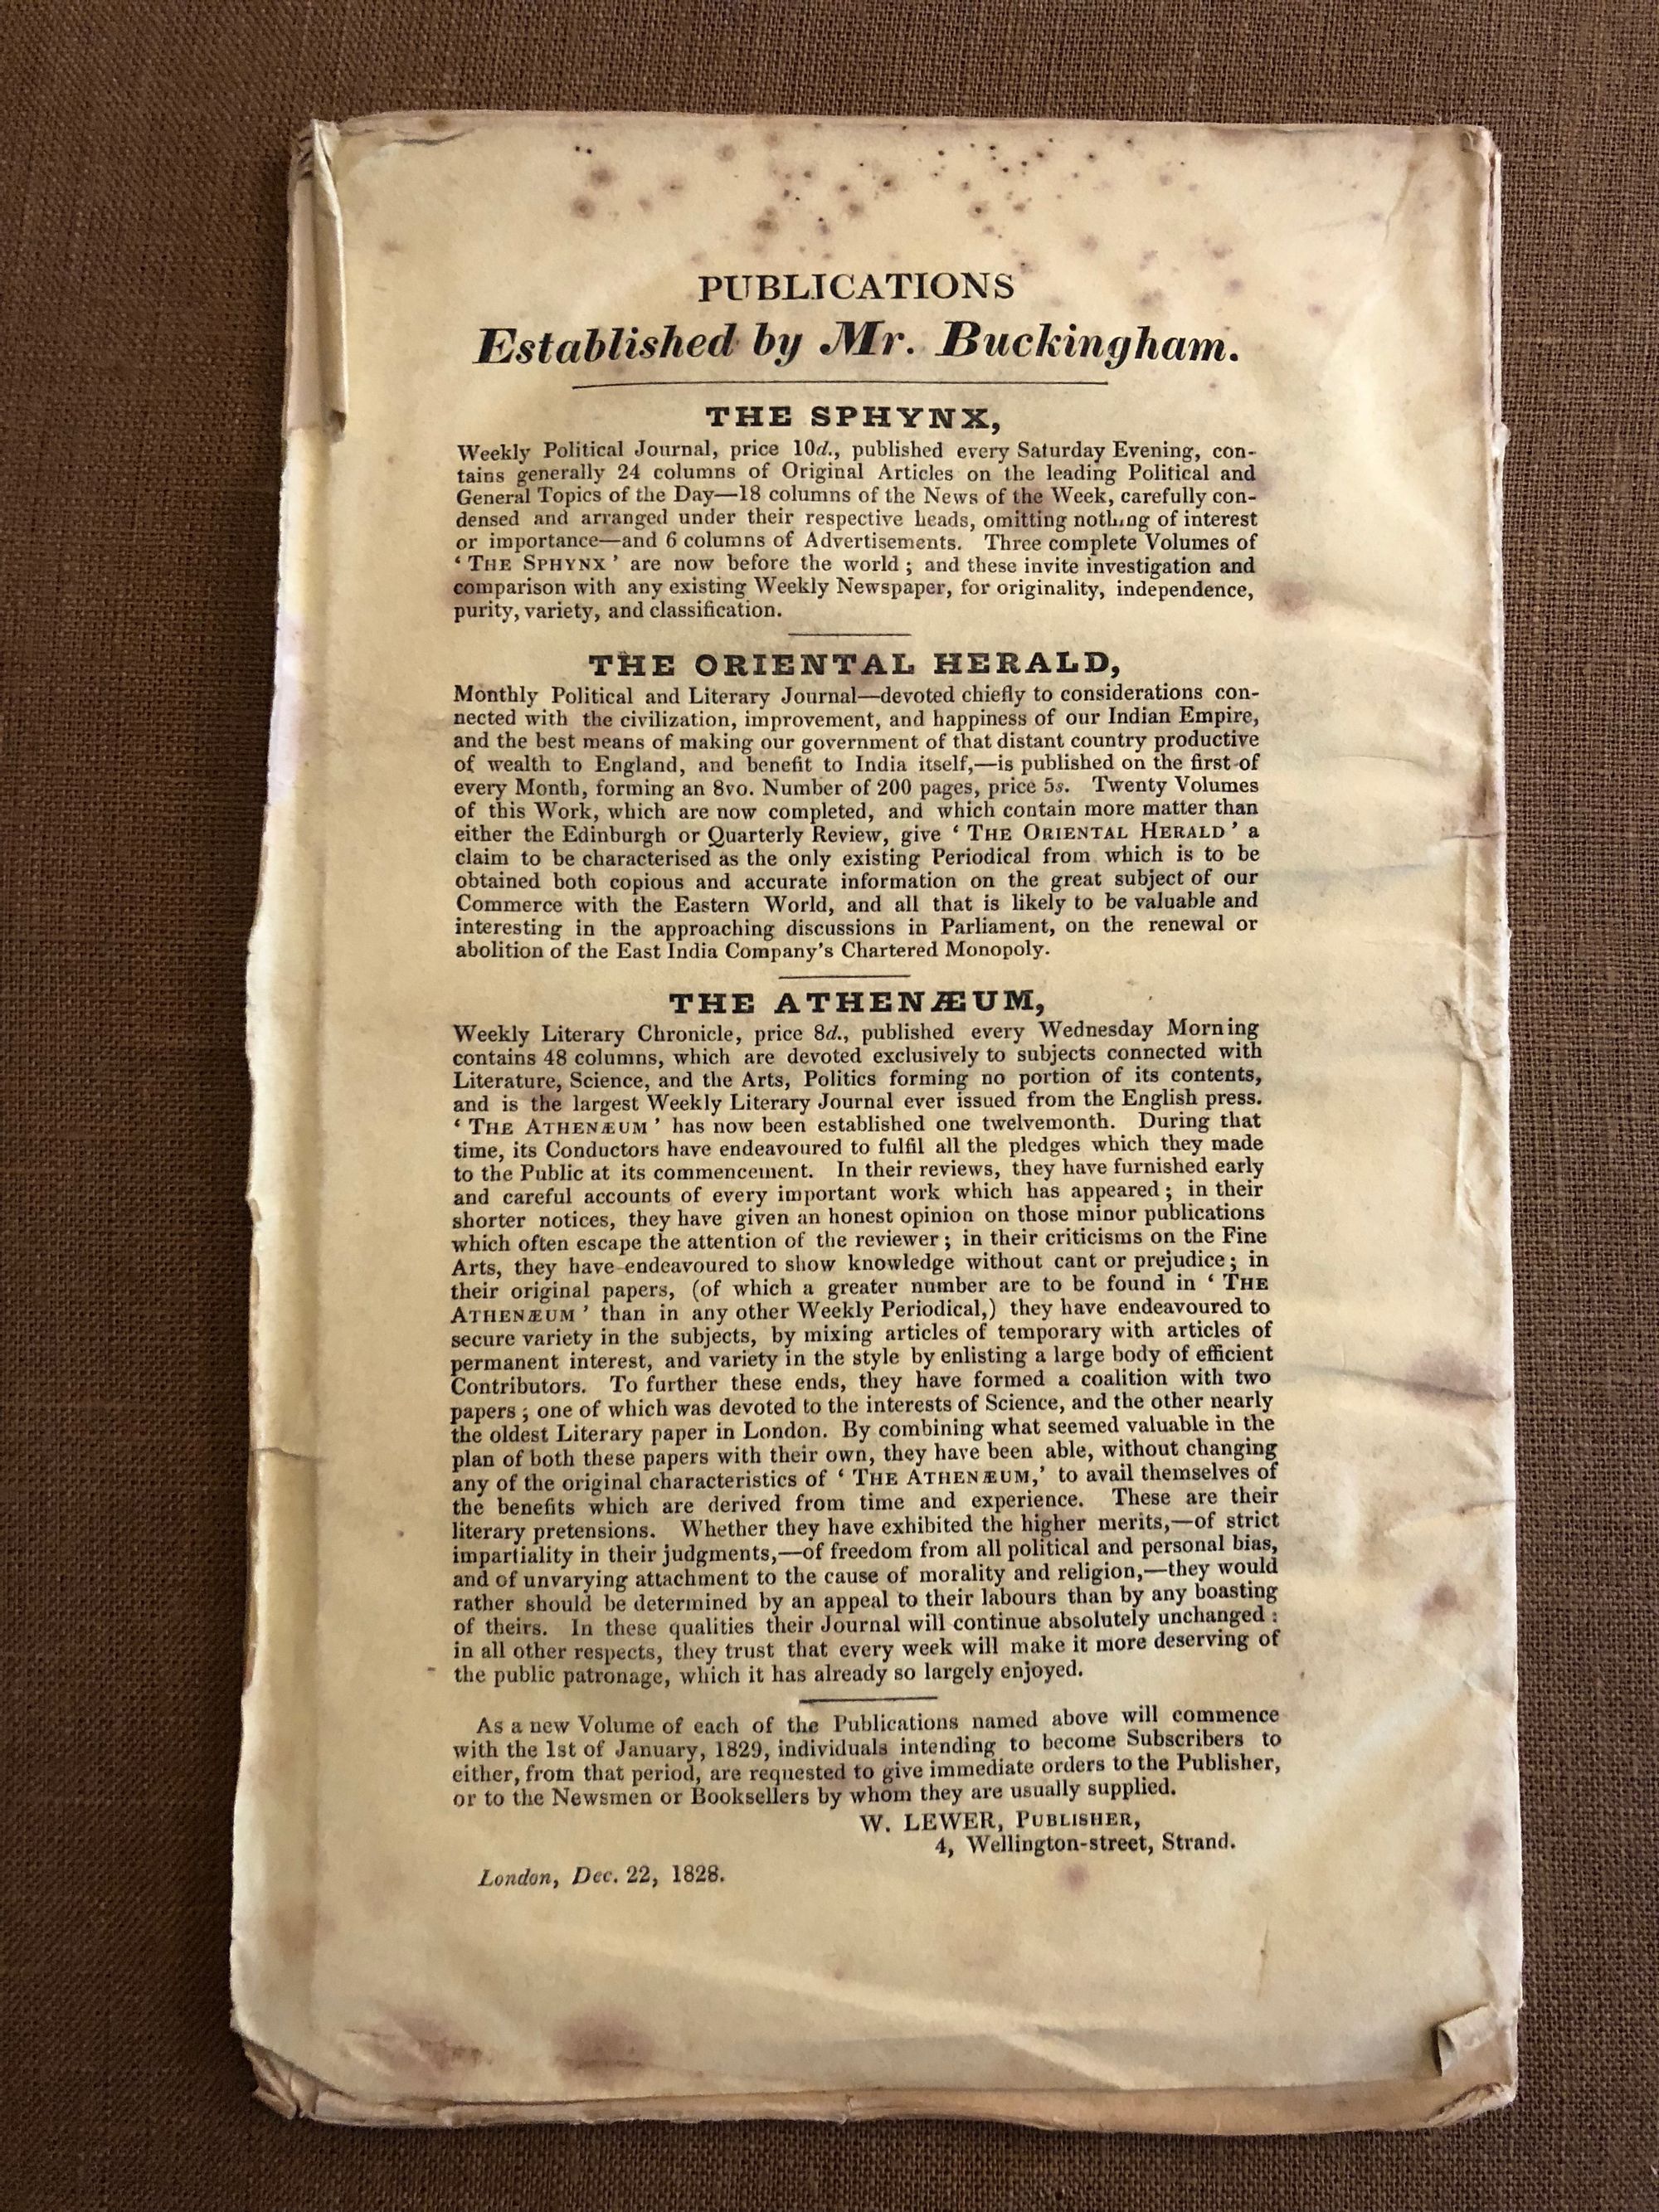 PUBLICATIONS
Established by Mr. Buckingham.
THE SPHYNX,
Weekly Political Journal, price 10d., published every Saturday Evening, con-
tains generally 24 columns of Original Articles on the leading Political and
General Topics of the Day—18 columns of the News of the Week, carefully con-
densed and arranged under their respective heads, omitting nothing of interest
or importance—and 6 columns of Advertisements. Three complete Volumes of
‘ THE SPHYNX ’ are now before the world ; and these invite investigation and
comparison with any existing Weekly Newspaper, for originality, independence,
purity, variety, and classification.
THE ORIENTAL HERALD,
Monthly Political and Literary Journal—devoted chiefly to considerations con-
nected with the civilization, improvement, and happiness of our Indian Empire,
and the best means of making our government of that distant country productive
of wealth to England, and benefit to India itself,—is published on the first of
every Month, forming an 8vo. Number of 200 pages, price 5s. Twenty Volumes
of this Work, which are now completed, and which contain more matter than
either the Edinburgh or Quarterly Review, give ‘ THE ORIENTAL HERALD ’ a
claim to be characterised as the only existing Periodical from which is to be
obtained both copious and accurate information on the great subject of our
Commerce with the Eastern World, and all that is likely to be valuable and
interesting in the approaching discussions in Parliament, on the renewal or
abolition of the East India Company’s Chartered Monopoly.
THE ATHENÆUM,
Weekly Literary Chronicle, price 8d., published every Wednesday Morning
contains 48 columns, which are devoted exclusively to subjects connected with
Literature, Science, and the Arts, Politics forming no portion of its contents,
and is the largest Weekly Literary Journal ever issued from the English press.
‘ THE ATHENÆUM ’ has now been established one twelvemonth. During that
time, its Conductors have endeavoured to fulfil all the pledges which they made
to the Public at its commencement. In their reviews, they have furnished early
and careful accounts of every important work which has appeared ; in their
shorter notices, they have given an honest opinion on those minor publications
which often escape the attention of the reviewer ; in their criticisms on the Fine
Arts, they have endeavoured to show knowledge without cant or prejudice ; in
their original papers, (of which a greater number are to be found in ‘ THE
ATHENÆUM ’ than in any other Weekly Periodical,) they have endeavoured to
secure variety in the subjects, by mixing articles of temporary with articles of
permanent interest, and variety in the style by enlisting a large body of efficient
Contributors. To further these ends, they have formed a coalition with two
papers ; one of which was devoted to the interests of Science, and the other nearly
the oldest Literary paper in London. By combining what seemed valuable in the
plan of both these papers with their own, they have been able, without changing
any of the original characteristics of ‘ THE ATHENÆUM,’ to avail themselves of
the benefits which are derived from time and experience. These are their
literary pretensions. Whether they have exhibited the higher merits,—of strict
impartiality in their judgments,—of freedom from all political and personal bias,
and of unvarying attachment to the cause of morality and religion,—they would
rather should be determined by an appeal to their labours than by any boasting
of theirs. In these qualities their Journal will continue absolutely unchanged :
in all other respects, they trust that every week will make it more deserving of
the public patronage, which it has already so largely enjoyed.
As a new Volume of each of the Publications named above will commence
with the 1st of January, 1829, individuals intending to become Subscribers to
either, from that period, are requested to give immediate orders to the Publisher,
or to the Newsmen or Booksellers by whom they are usually supplied.
W. LEWER, PUBLISHER,
4, Wellington-street, Strand.
London, Dec. 22, 1828.